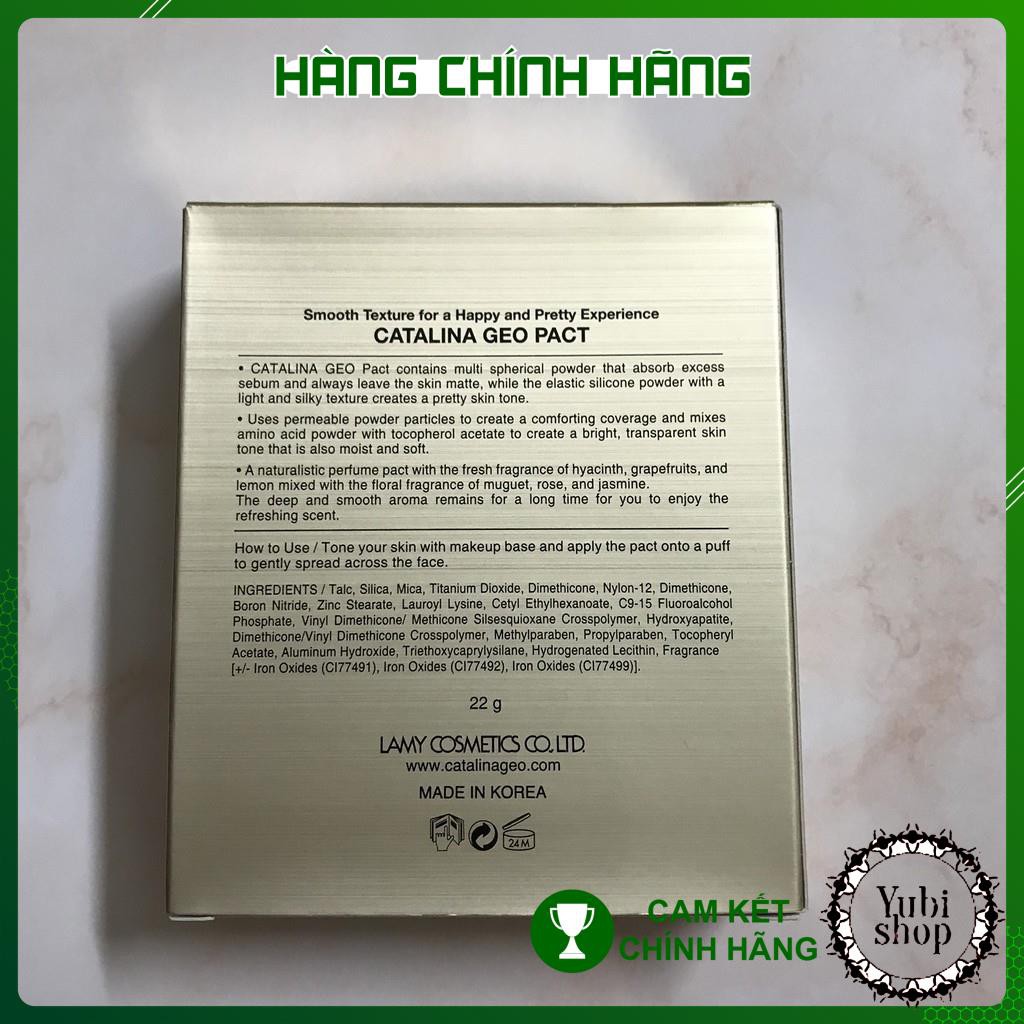 HÀNG CHÍNH HÃNG
Smooth Texture for a Happy and Pretty Experience
CATALINA GEO PACT
• CATALINA GEO Pact contains multi spherical powder that absorb excess
sebum and always leave the skin matte, while the elastic silicone powder with a
light and silky texture creates a pretty skin tone.
• Uses permeable powder particles to create a comforting coverage and mixes
amino acid powder with tocopherol acetate to create a bright, transparent skin
tone that is also moist and soft.
• A naturalistic perfume pact with the fresh fragrance of hyacinth, grapefruits, and
lemon mixed with the floral fragrance of muguet, rose, and jasmine.
The deep and smooth aroma remains for a long time for you to enjoy the
refreshing scent.
How to Use / Tone your skin with makeup base and apply the pact onto a puff
to gently spread across the face.
INGREDIENTS / Talc, Silica, Mica, Titanium Dioxide, Dimethicone, Nylon-12, Dimethicone,
Boron Nitride, Zinc Stearate, Lauroyl Lysine, Cetyl Ethylhexanoate, C9-15 Fluoroalcohol
Phosphate, Vinyl Dimethicone/ Methicone Silsesquioxane Crosspolymer, Hydroxyapatite,
Dimethicone/Vinyl Dimethicone Crosspolymer, Methylparaben, Propylparaben, Tocopheryl
Acetate, Aluminum Hydroxide, Triethoxycaprylysilane, Hydrogenated Lecithin, Fragrance
[+/- Iron Oxides (CI77491), Iron Oxides (CI77492), Iron Oxides (CI77499)].
22 g
LAMY COSMETICS CO., LTD.
www.catalinageo.com
MADE IN KOREA
24M
CAM KẾT
CHÍNH HÃNG
Yubi
shop